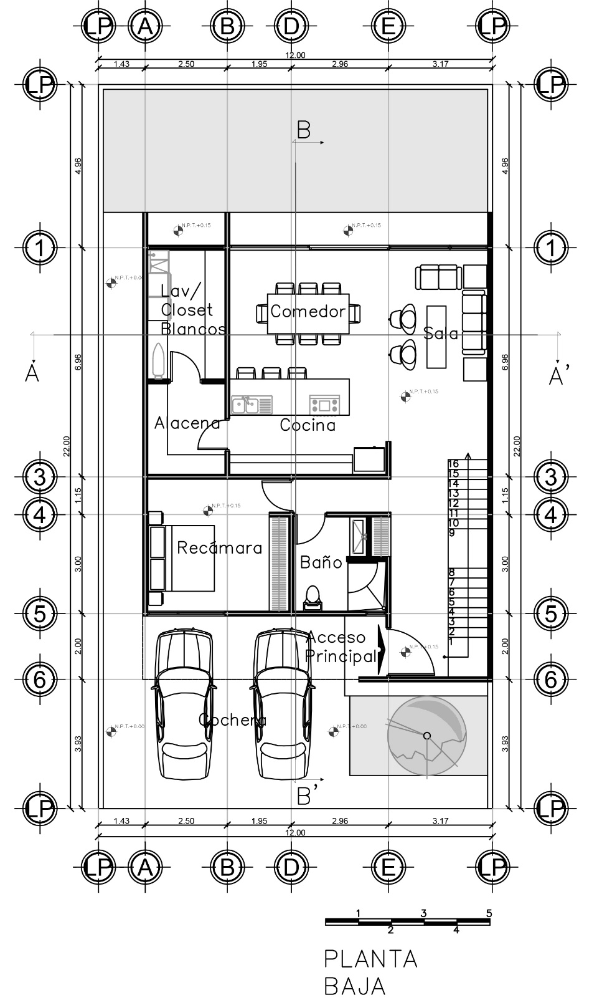 LP A B D E LP
12.00
1.43 2.50 1.95 2.96 3.17
LP LP
B
4.96 4.96
N.P.T.+0.15 N.P.T.+0.15
1 1
N.P.T.+0.00
Lav/
Closet
Blancos
Comedor
Sala
A A'
6.96 6.96
N.P.T.+0.15
Alacena
Cocina
22.00 22.00
16
15
14
13
12
11
10
9
3 3
1.15 1.15
4 4
N.P.T.+0.15
Recámara
Baño
3.00 3.00
8
7
6
5
4
3
2
1
5 5
Acceso
Principal
2.00 2.00
N.P.T.+0.15
6 6
Cochera
N.P.T.+0.00 N.P.T.+0.00
3.93 3.93
B'
LP LP
1.43 2.50 1.95 2.96 3.17
12.00
LP A B D E LP
1 3 5
2 4
PLANTA
BAJA